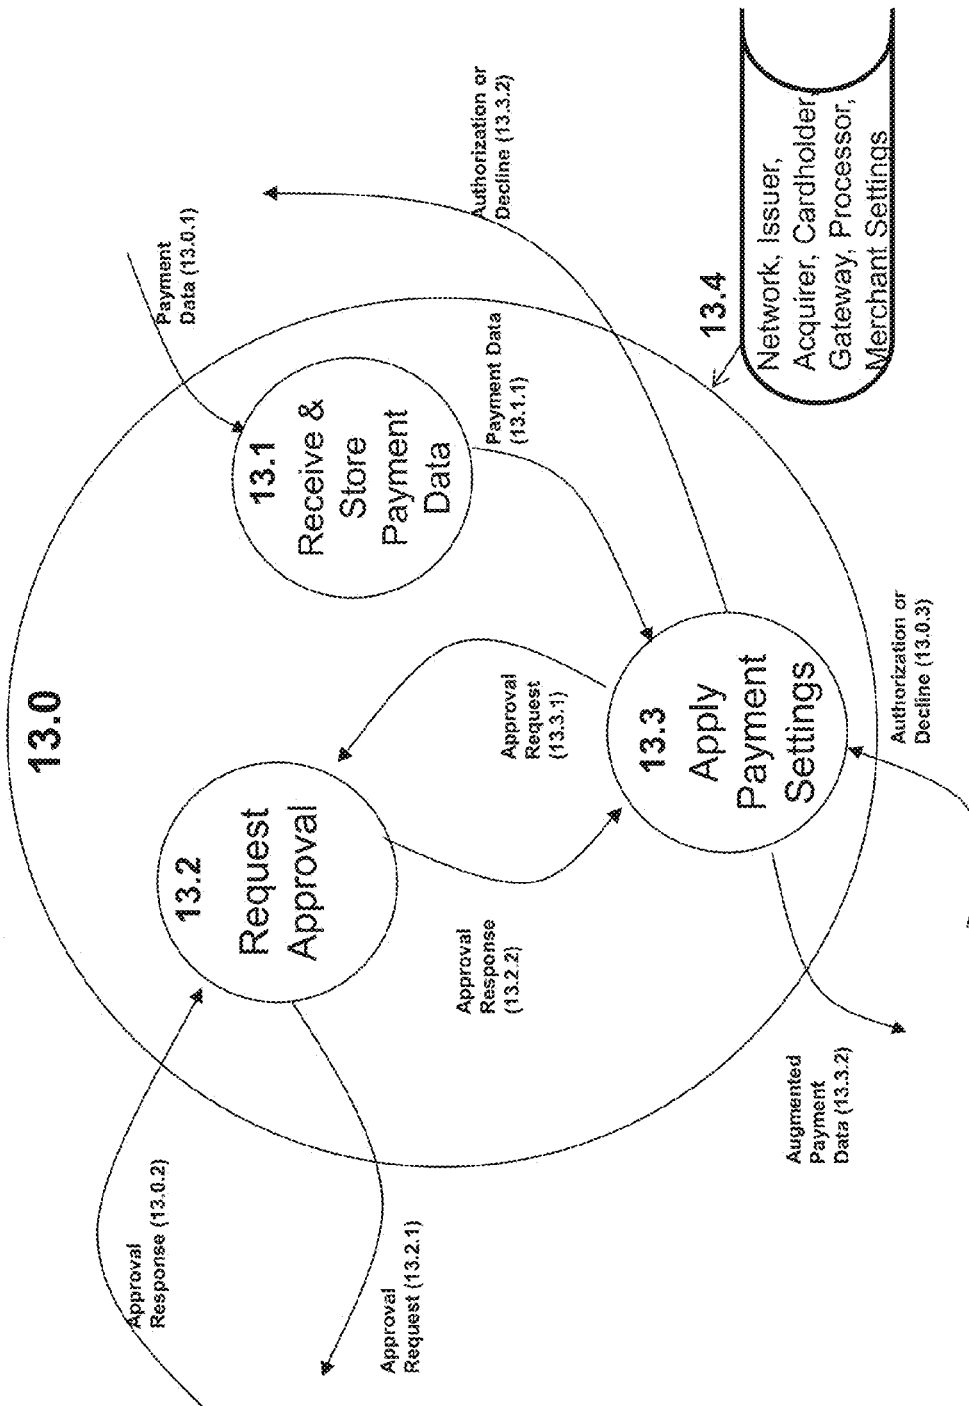 13.0
Approval
Response (13.0.2)
Approval
Request (13.2.1)
13.2
Request
Approval
Approval
Response
(13.2.2)
Approval
Request
(13.3.1)
13.1
Receive &
Store
Payment
Data
Payment
Data (13.0.1)
Payment Data
(13.1.1)
Authorization or
Decline (13.3.2)
13.3
Apply
Payment
Settings
Augmented
Payment
Data (13.3.2)
Authorization or
Decline (13.0.3)
13.4
Network, Issuer,
Acquirer, Cardholder,
Gateway, Processor,
Merchant Settings